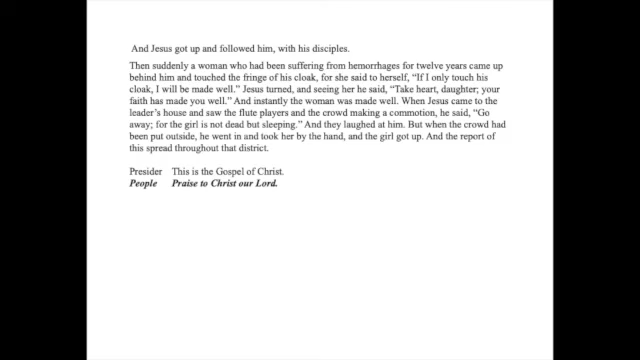 And Jesus got up and followed him, with his disciples.
Then suddenly a woman who had been suffering from hemorrhages for twelve years came up
behind him and touched the fringe of his cloak, for she said to herself, “If I only touch his
cloak, I will be made well.” Jesus turned, and seeing her he said, “Take heart, daughter; your
faith has made you well.” And instantly the woman was made well. When Jesus came to the
leader’s house and saw the flute players and the crowd making a commotion, he said, “Go
away; for the girl is not dead but sleeping.” And they laughed at him. But when the crowd had
been put outside, he went in and took her by the hand, and the girl got up. And the report of
this spread throughout that district.
Presider This is the Gospel of Christ.
People Praise to Christ our Lord.